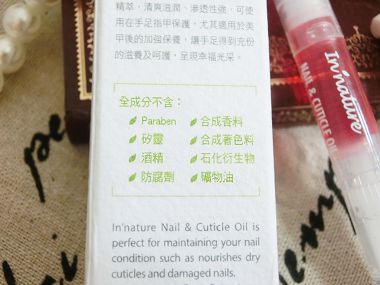 精萃，清爽滋潤、滲透性強，可使
用在手足指甲保護。尤其適用於美
甲後的加強保養，讓手足得到充份
的滋養及呵護，呈現幸福光采。
全成分不含：
Paraben 合成香料
矽靈 合成著色料
酒精 石化衍生物
防腐劑 礦物油
In'nature Nail & Cuticle Oil is
perfect for maintaining your nail
condition such as nourishes dry
cuticles and damaged nails.
In'nature
NAIL & CUTICLE OIL